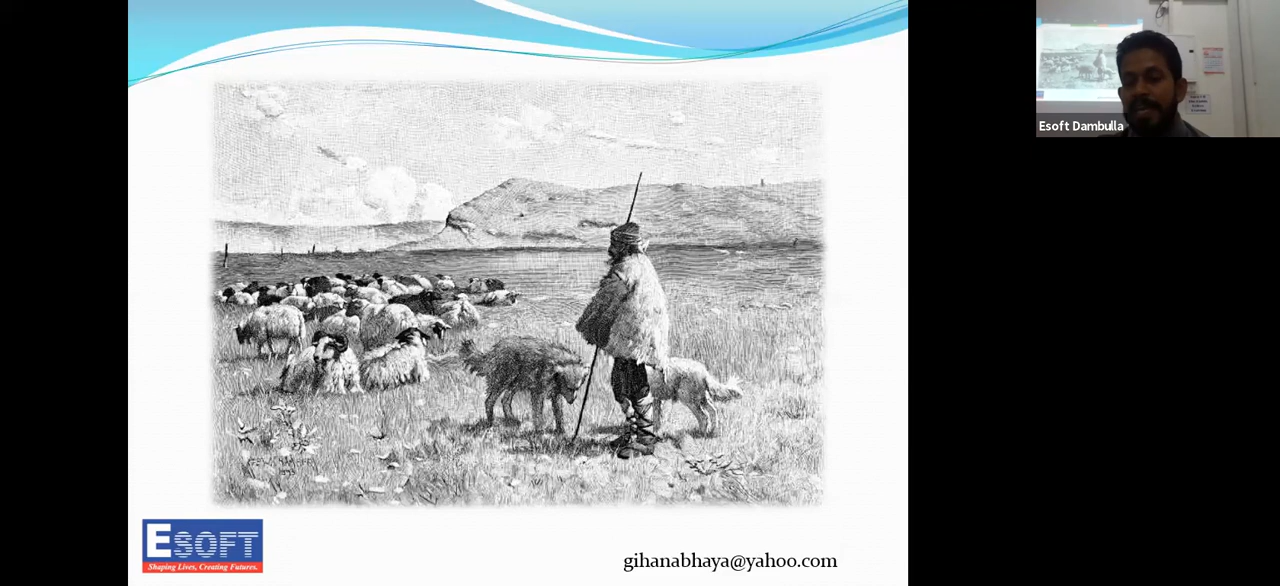 ESOFT
Shaping Lives, Creating Futures.
gihanabhaya@yahoo.com
Esoft Dambulla